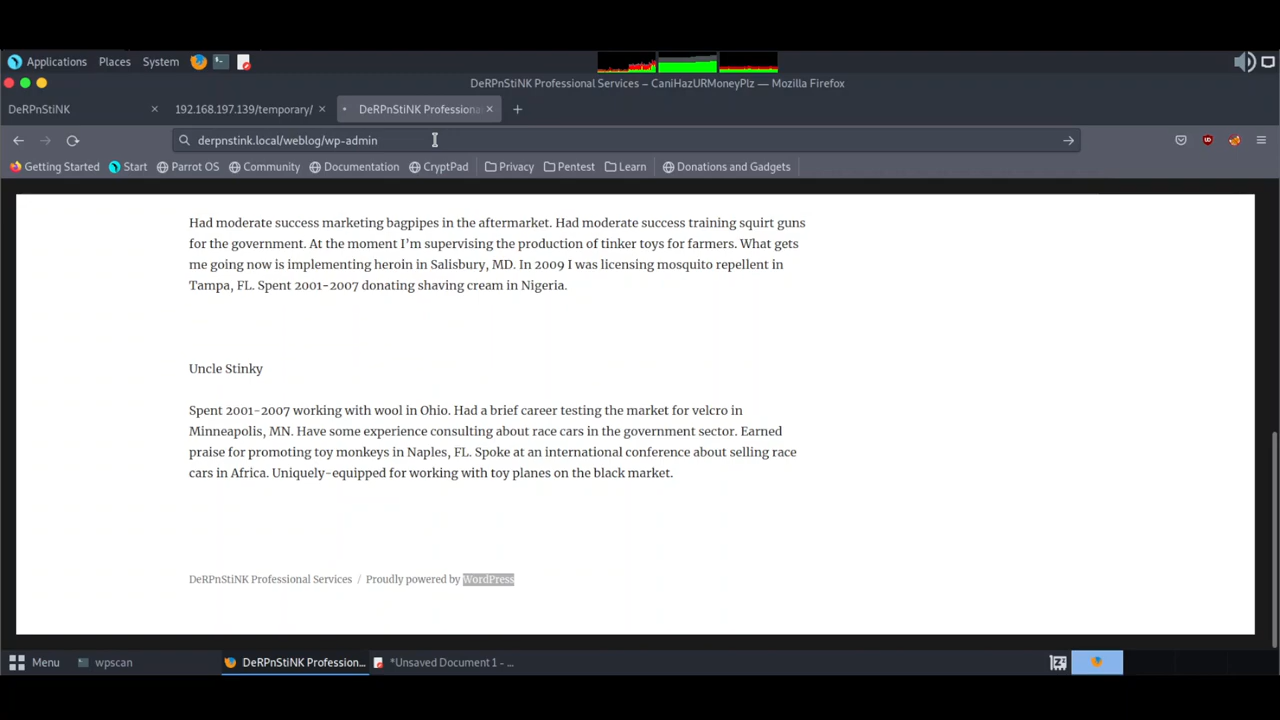 Applications Places System
DeRPnStiNK Professional Services – CaniHazURMoneyPlz — Mozilla Firefox
DeRPnStiNK
192.168.197.139/temporary/
DeRPnStiNK Professiona
derpnstink.local/weblog/wp-admin
Getting Started Start Parrot OS Community Documentation CryptPad Privacy Pentest Learn Donations and Gadgets
Had moderate success marketing bagpipes in the aftermarket. Had moderate success training squirt guns
for the government. At the moment I’m supervising the production of tinker toys for farmers. What gets
me going now is implementing heroin in Salisbury, MD. In 2009 I was licensing mosquito repellent in
Tampa, FL. Spent 2001-2007 donating shaving cream in Nigeria.
Uncle Stinky
Spent 2001-2007 working with wool in Ohio. Had a brief career testing the market for velcro in
Minneapolis, MN. Have some experience consulting about race cars in the government sector. Earned
praise for promoting toy monkeys in Naples, FL. Spoke at an international conference about selling race
cars in Africa. Uniquely-equipped for working with toy planes on the black market.
DeRPnStiNK Professional Services / Proudly powered by WordPress
Menu wpscan DeRPnStiNK Profession... *Unsaved Document 1 - ...